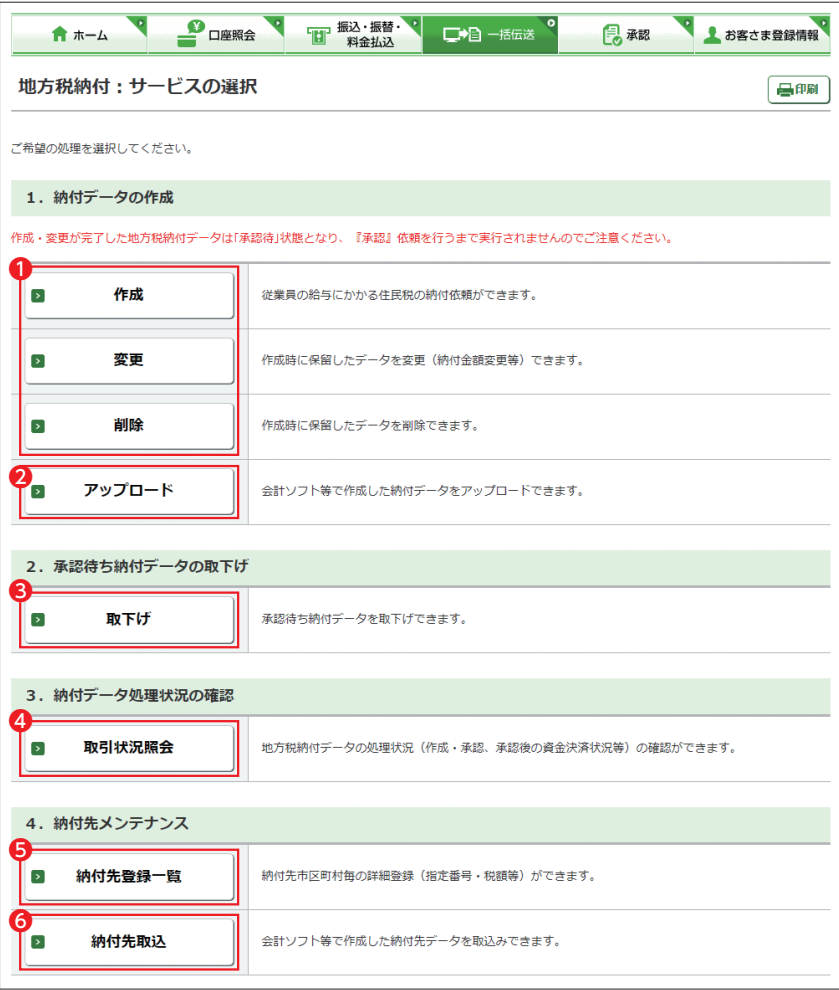 ホーム
口座照会
振込・振替・
料金払込
一括伝送
承認
お客さま登録情報
地方税納付：サービスの選択
印刷
ご希望の処理を選択してください。
1．納付データの作成
作成・変更が完了した地方税納付データは「承認待」状態となり、『承認』依頼を行うまで実行されませんのでご注意ください。
1
作成
従業員の給与にかかる住民税の納付依頼ができます。
変更
作成時に保留したデータを変更（納付金額変更等）できます。
削除
作成時に保留したデータを削除できます。
2
アップロード
会計ソフト等で作成した納付データをアップロードできます。
2．承認待ち納付データの取下げ
3
取下げ
承認待ち納付データを取下げできます。
3．納付データ処理状況の確認
4
取引状況照会
地方税納付データの処理状況（作成・承認、承認後の資金決済状況等）の確認ができます。
4．納付先メンテナンス
5
納付先登録一覧
納付先市区町村毎の詳細登録（指定番号・税額等）ができます。
6
納付先取込
会計ソフト等で作成した納付先データを取込みできます。